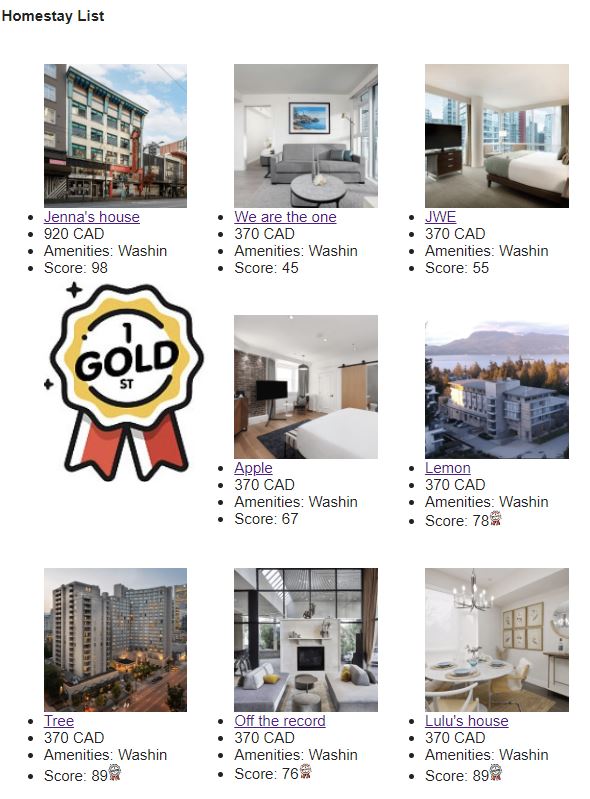 Homestay List
Jenna's house
920 CAD
Amenities: Washin
Score: 98
We are the one
370 CAD
Amenities: Washin
Score: 45
JWE
370 CAD
Amenities: Washin
Score: 55
1
GOLD
ST
Apple
370 CAD
Amenities: Washin
Score: 67
Lemon
370 CAD
Amenities: Washin
Score: 78
Tree
370 CAD
Amenities: Washin
Score: 89
Off the record
370 CAD
Amenities: Washin
Score: 76
Lulu's house
370 CAD
Amenities: Washin
Score: 89